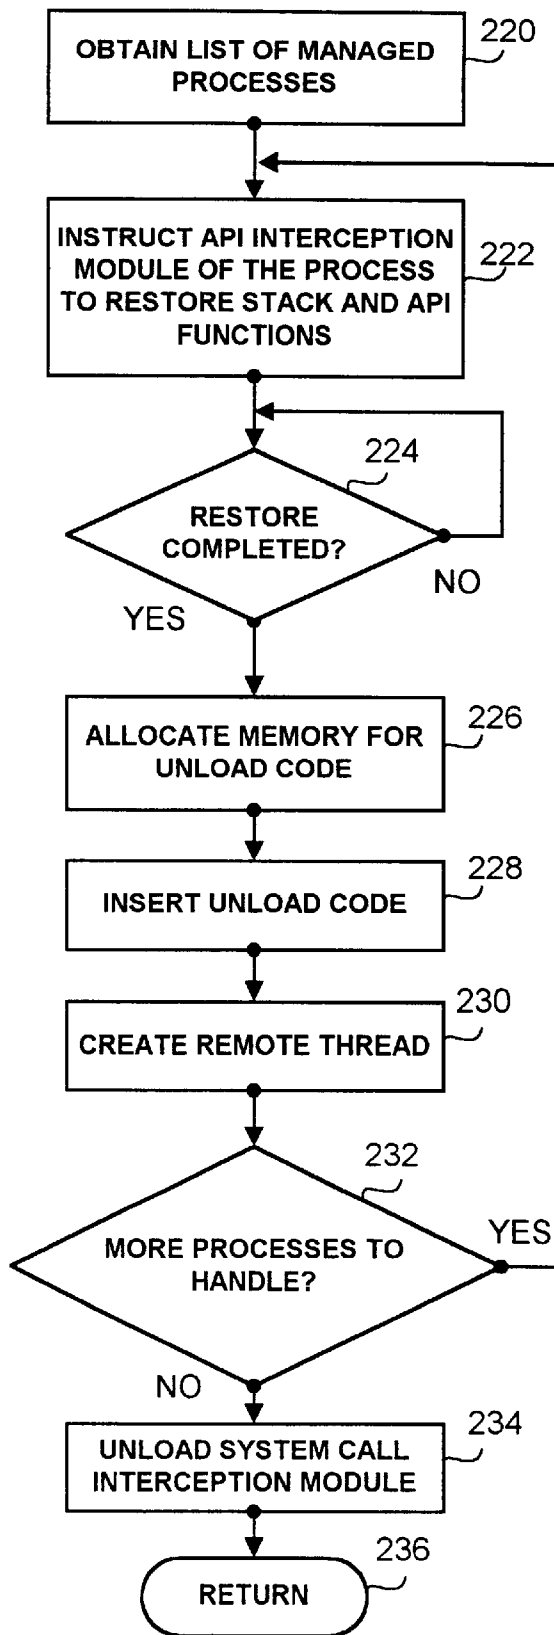 220
OBTAIN LIST OF MANAGED
PROCESSES
INSTRUCT API INTERCEPTION
MODULE OF THE PROCESS
TO RESTORE STACK AND API
FUNCTIONS
222
224
RESTORE
COMPLETED?
NO
YES
226
ALLOCATE MEMORY FOR
UNLOAD CODE
228
INSERT UNLOAD CODE
230
CREATE REMOTE THREAD
232
MORE PROCESSES TO
HANDLE?
YES
NO
234
UNLOAD SYSTEM CALL
INTERCEPTION MODULE
236
RETURN